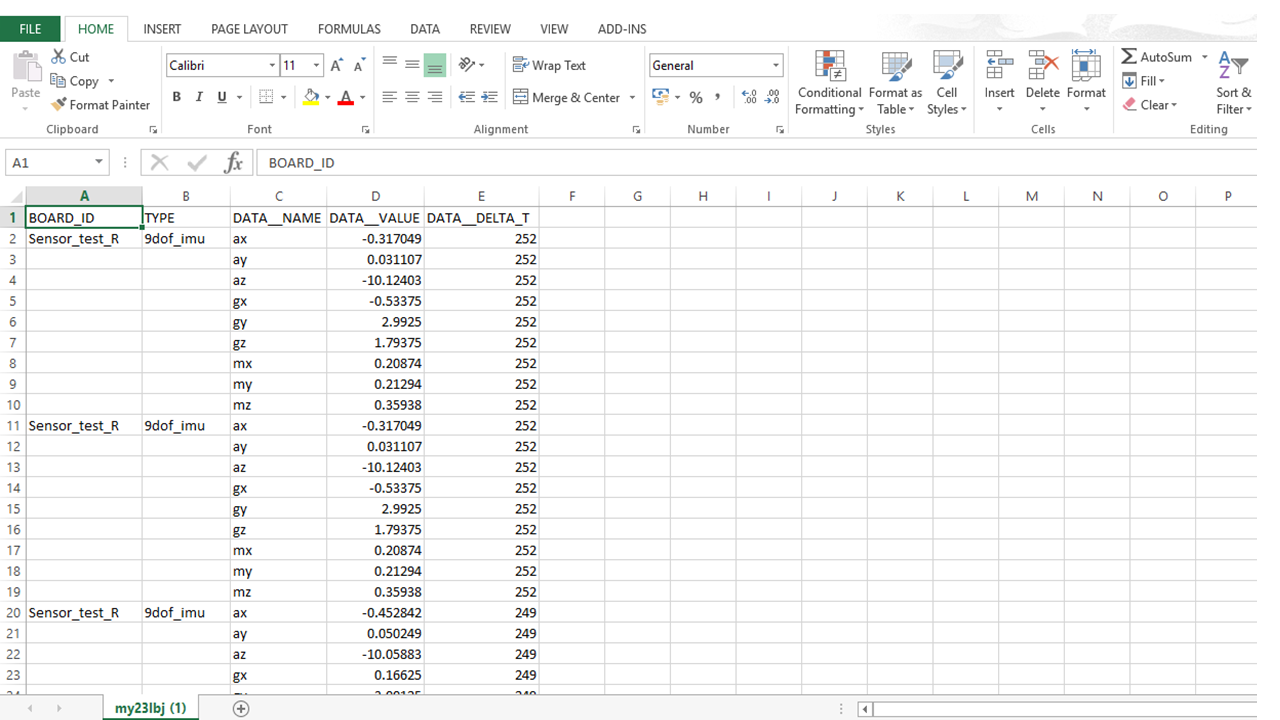 FILE HOME INSERT PAGE LAYOUT FORMULAS DATA REVIEW VIEW ADD-INS
Paste
Cut
Copy
Format Painter
Clipboard
Calibri 11
B I U
Font
Wrap Text
Merge & Center
Alignment
General
Number
Conditional Formatting
Format as Table
Cell Styles
Styles
Insert Delete Format
Cells
AutoSum
Fill
Clear
Sort & Filter
Editing
A1 fx BOARD_ID
A B C D E F G H I J K L M N O P
1 BOARD_ID TYPE DATA__NAME DATA__VALUE DATA__DELTA_T
2 Sensor_test_R 9dof_imu ax -0.317049 252
3 ay 0.031107 252
4 az -10.12403 252
5 gx -0.53375 252
6 gy 2.9925 252
7 gz 1.79375 252
8 mx 0.20874 252
9 my 0.21294 252
10 mz 0.35938 252
11 Sensor_test_R 9dof_imu ax -0.317049 252
12 ay 0.031107 252
13 az -10.12403 252
14 gx -0.53375 252
15 gy 2.9925 252
16 gz 1.79375 252
17 mx 0.20874 252
18 my 0.21294 252
19 mz 0.35938 252
20 Sensor_test_R 9dof_imu ax -0.452842 249
21 ay 0.050249 249
22 az -10.05883 249
23 gx 0.16625 249
my23lbj (1)